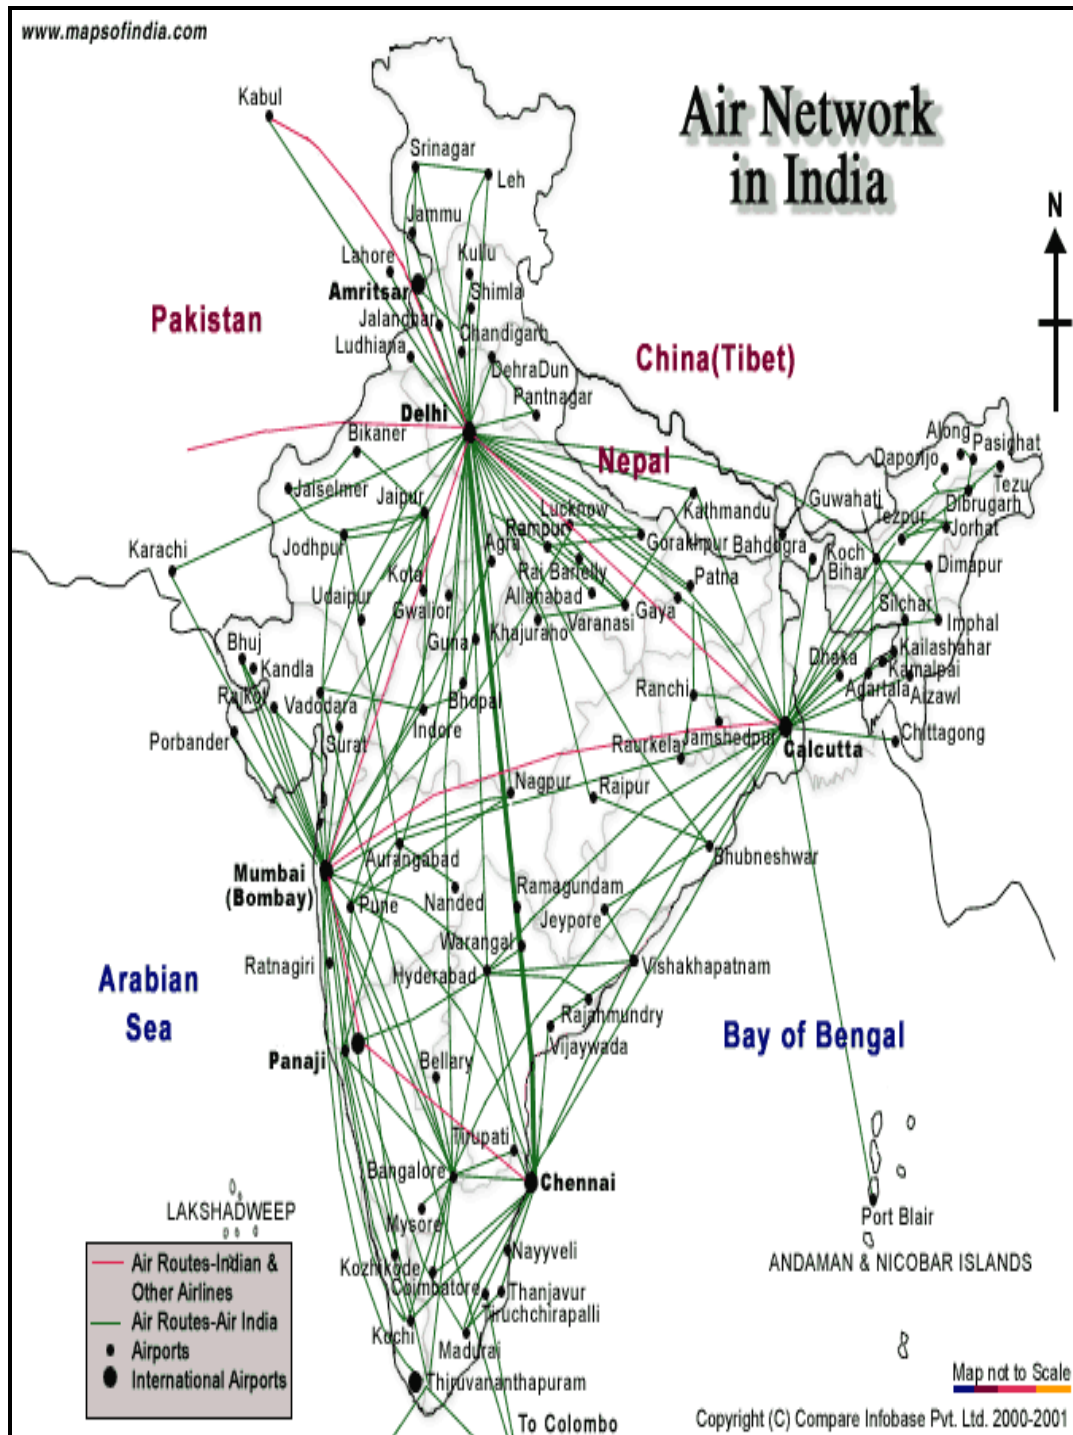 www.mapsofindia.com
Air Network
in India
N
Kabul
Srinagar
Leh
Jammu
Lahore
Kullu
Amritsar
Shimla
Pakistan
Jalandhar
Chandigarh
Ludhiana
China(Tibet)
DehraDun
Pantnagar
Delhi
Bikaner
Nepal
Along
Pasighat
Daporijo
Tezu
Jaiselmer
Jaipur
Kathmandu
Guwahati
Dibrugarh
Lucknow
Tezpur
Rampur
Jorhat
Karachi
Jodhpur
Agra
Gorakhpur
Bahdogra
Koch
Bihar
Dimapur
Kota
Rai Barielly
Patna
Udaipur
Gwalior
Allahabad
Gaya
Silchar
Imphal
Guna
Khajuraho
Varanasi
Bhuj
Kandla
Dhaka
Kailashahar
Kamalpai
Rajkot
Vadodara
Bhopal
Ranchi
Agartala
Aizawl
Porbander
Surat
Indore
Raurkela
Jamshedpur
Calcutta
Chittagong
Nagpur
Raipur
Aurangabad
Bhubneshwar
Mumbai
(Bombay)
Pune
Nanded
Ramagundam
Jeypore
Warangal
Ratnagiri
Hyderabad
Vishakhapatnam
Arabian
Sea
Rajahmundry
Bay of Bengal
Panaji
Bellary
Vijaywada
Tirupati
Bangalore
Chennai
LAKSHADWEEP
Mysore
Port Blair
Kozhikode
Nayyveli
ANDAMAN & NICOBAR ISLANDS
Coimbatore
Thanjavur
Tiruchchirapalli
Kochi
Madurai
Thiruvananthapuram
To Colombo
Air Routes-Indian &
Other Airlines
Air Routes-Air India
Airports
International Airports
Map not to Scale
Copyright (C) Compare Infobase Pvt. Ltd. 2000-2001